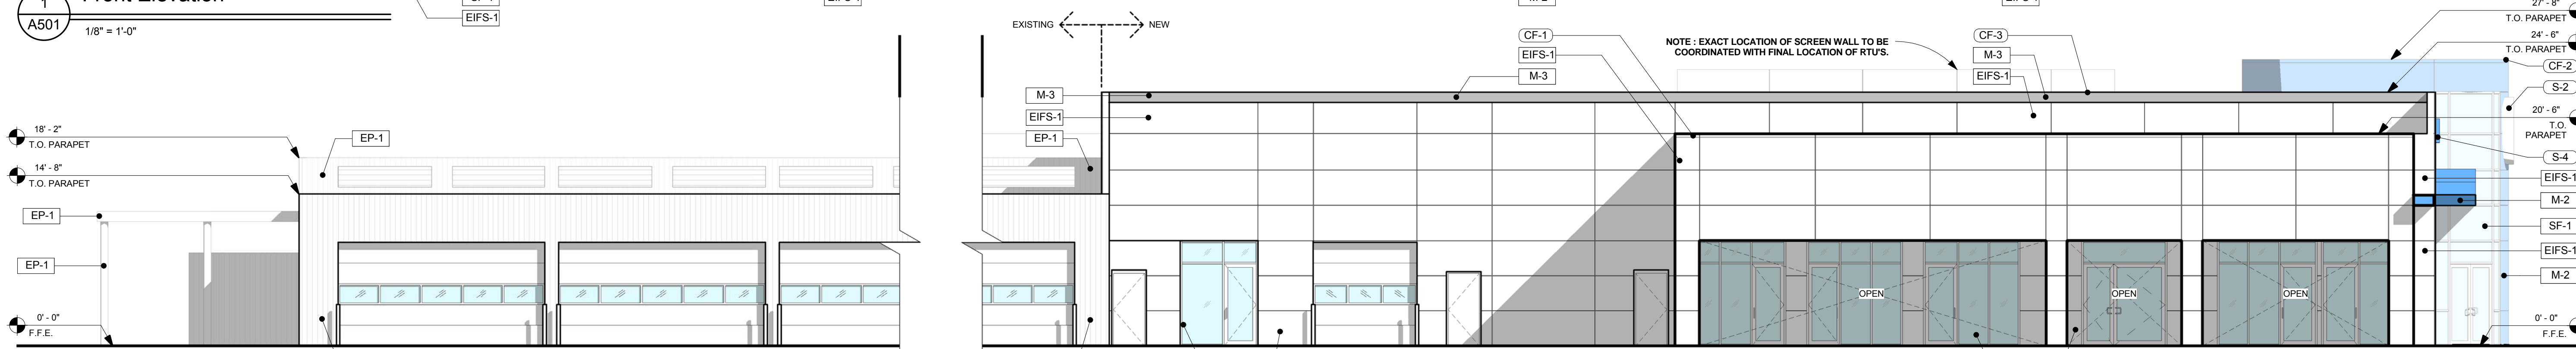 1
A501
1/8" = 1'-0"
EIFS-1
EXISTING
NEW
NOTE : EXACT LOCATION OF SCREEN WALL TO BE
COORDINATED WITH FINAL LOCATION OF RTU'S.
CF-1
EIFS-1
M-3
CF-3
M-3
EIFS-1
27' - 8"
T.O. PARAPET
24' - 6"
T.O. PARAPET
CF-2
S-2
20' - 6"
T.O.
PARAPET
S-4
EIFS-1
M-2
SF-1
EIFS-1
M-2
0' - 0"
F.F.E.
M-3
EIFS-1
EP-1
18' - 2"
T.O. PARAPET
14' - 8"
T.O. PARAPET
EP-1
EP-1
EP-1
0' - 0"
F.F.E.
OPEN
OPEN
OPEN